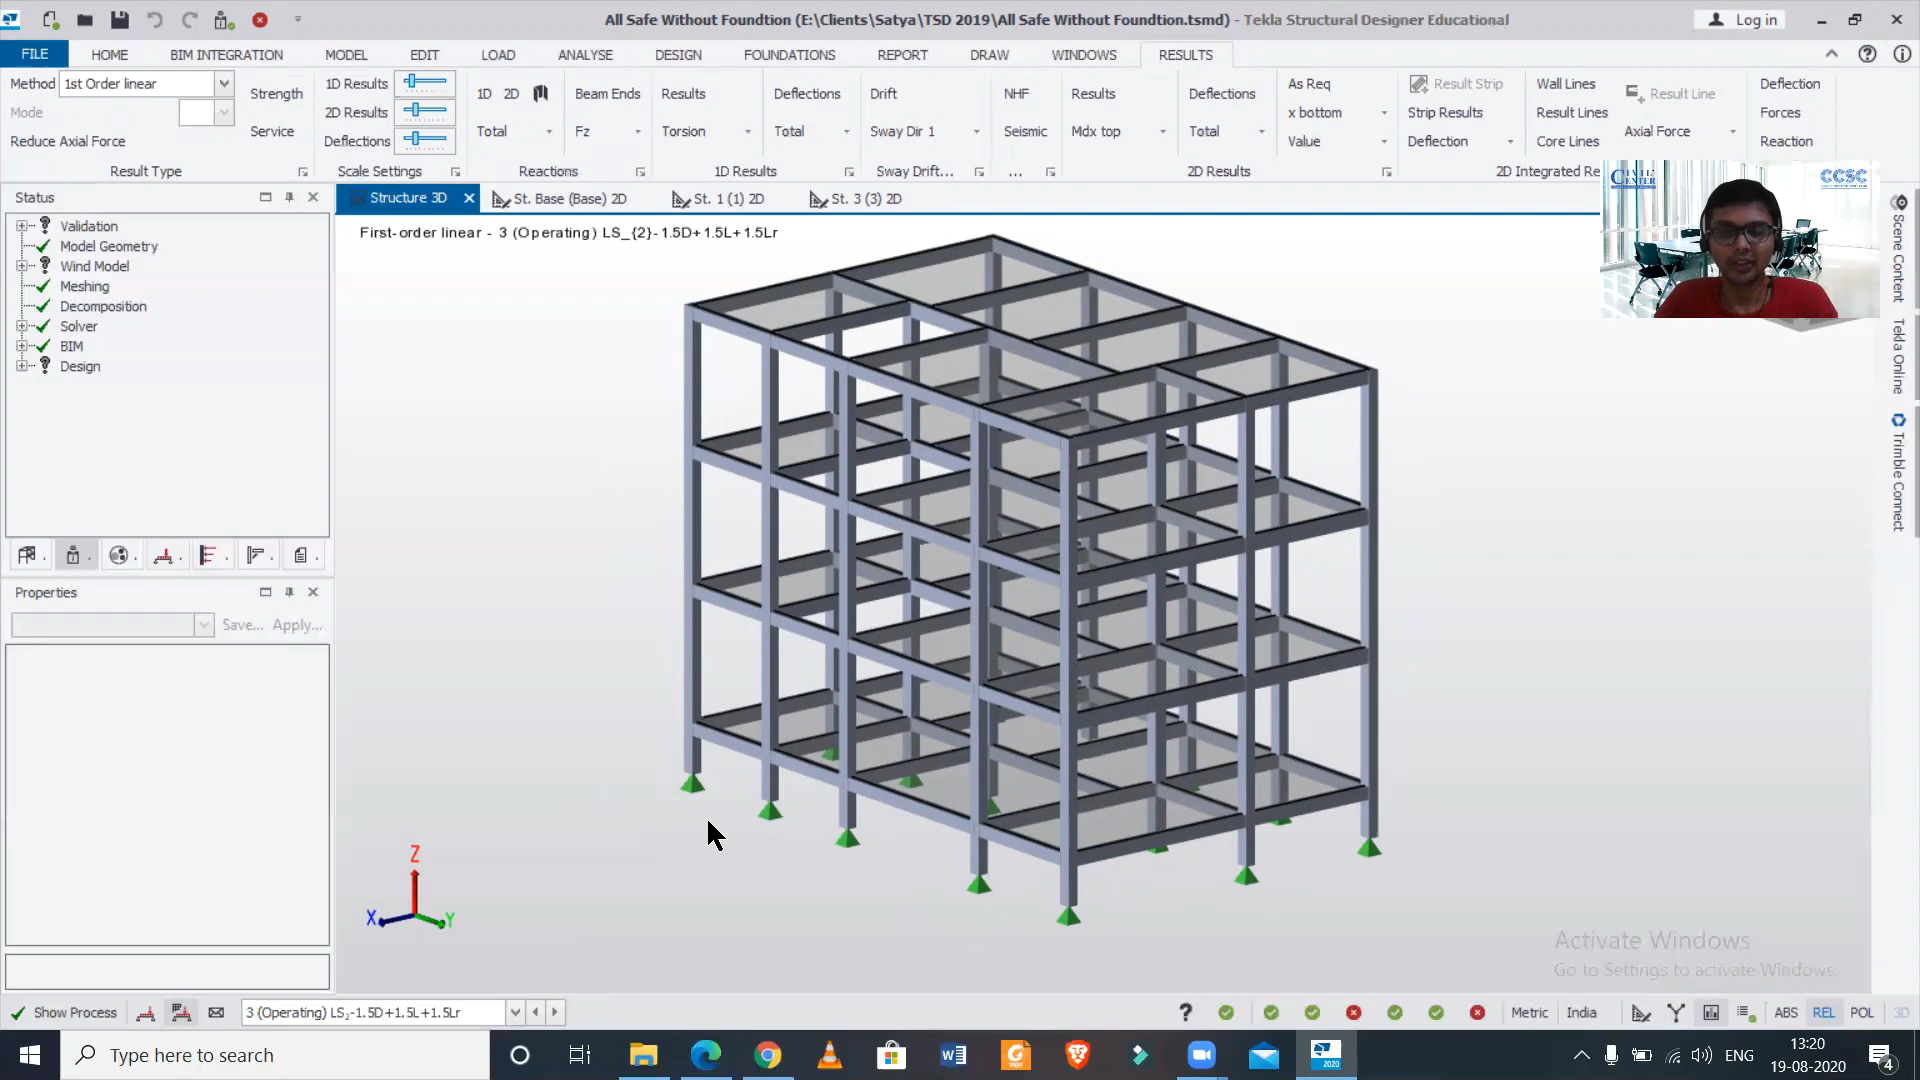 All Safe Without Foundtion (E:\Clients\Satya\TSD 2019\All Safe Without Foundtion.tsmd) - Tekla Structural Designer Educational
Log in
FILE HOME BIM INTEGRATION MODEL EDIT LOAD ANALYSE DESIGN FOUNDATIONS REPORT DRAW WINDOWS RESULTS
Method 1st Order linear
Mode
Reduce Axial Force
Strength
Service
Result Type
1D Results
2D Results
Deflections
Scale Settings
1D 2D
Total
Beam Ends
Fz
Reactions
Results
Torsion
Deflections
Total
1D Results
Drift
Sway Dir 1
Sway Drift...
NHF
Seismic
...
Results
Mdx top
Deflections
Total
As Req
x bottom
Value
2D Results
Result Strip
Strip Results
Deflection
Wall Lines
Result Lines
Core Lines
Result Line
Axial Force
2D Integrated Re
Deflection
Forces
Reaction
CIVIL CENTER
CCSC
Status
Validation
Model Geometry
Wind Model
Meshing
Decomposition
Solver
BIM
Design
Properties
Save... Apply...
Structure 3D
St. Base (Base) 2D
St. 1 (1) 2D
St. 3 (3) 2D
First-order linear - 3 (Operating) LS_{2}-1.5D+1.5L+1.5Lr
Z
X
Y
Scene Content
Tekla Online
Trimble Connect
Activate Windows
Go to Settings to activate Windows.
Show Process
3 (Operating) LS₂-1.5D+1.5L+1.5Lr
Metric India
ABS REL POL 3D
Type here to search
2020
ENG
13:20
19-08-2020
4